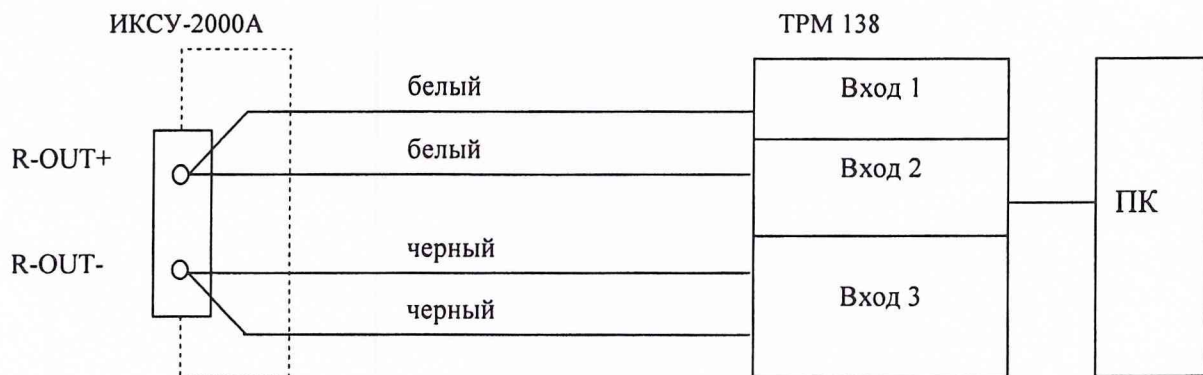 ИКСУ-2000А
ТРМ 138
белый
Вход 1
R-OUT+
белый
Вход 2
ПК
R-OUT-
черный
Вход 3
черный